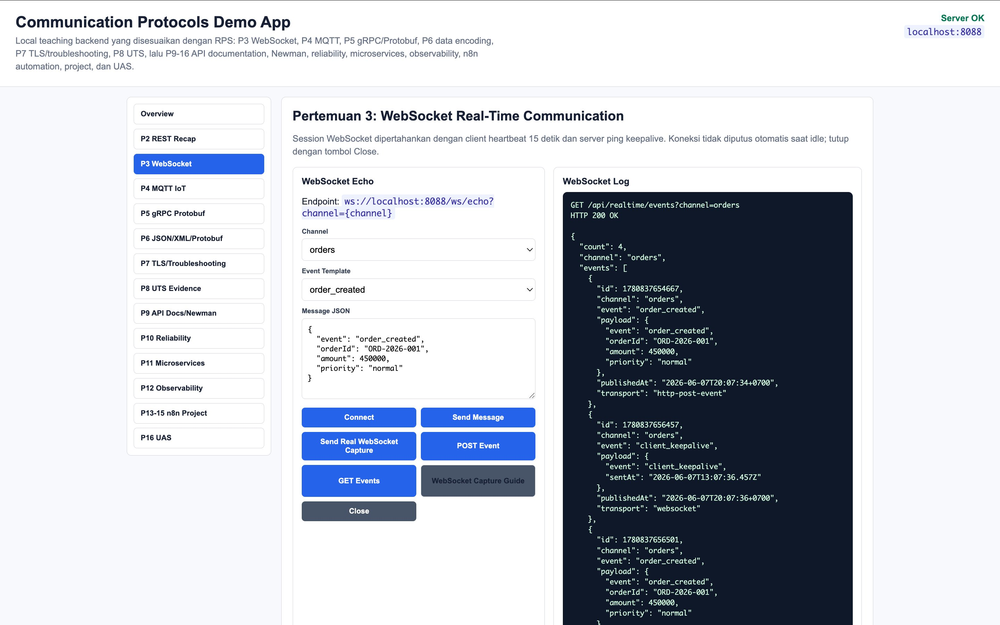 Communication Protocols Demo App
Local teaching backend yang disesuaikan dengan RPS: P3 WebSocket, P4 MQTT, P5 gRPC/Protobuf, P6 data encoding,
P7 TLS/troubleshooting, P8 UTS, lalu P9-16 API documentation, Newman, reliability, microservices, observability, n8n
automation, project, dan UAS.
Server OK
localhost:8088
Overview
P2 REST Recap
P3 WebSocket
P4 MQTT IoT
P5 gRPC Protobuf
P6 JSON/XML/Protobuf
P7 TLS/Troubleshooting
P8 UTS Evidence
P9 API Docs/Newman
P10 Reliability
P11 Microservices
P12 Observability
P13-15 n8n Project
P16 UAS
Pertemuan 3: WebSocket Real-Time Communication
Session WebSocket dipertahankan dengan client heartbeat 15 detik dan server ping keepalive. Koneksi tidak diputus otomatis saat idle; tutup
dengan tombol Close.
WebSocket Echo
Endpoint: ws://localhost:8088/ws/echo?
channel={channel}
Channel
orders
Event Template
order_created
Message JSON
{
  "event": "order_created",
  "orderId": "ORD-2026-001",
  "amount": 450000,
  "priority": "normal"
}
Connect
Send Message
Send Real WebSocket
Capture
POST Event
GET Events
WebSocket Capture Guide
Close
WebSocket Log
GET /api/realtime/events?channel=orders
HTTP 200 OK
{
  "count": 4,
  "channel": "orders",
  "events": [
    {
      "id": 1780837654667,
      "channel": "orders",
      "event": "order_created",
      "payload": {
        "event": "order_created",
        "orderId": "ORD-2026-001",
        "amount": 450000,
        "priority": "normal"
      },
      "publishedAt": "2026-06-07T20:07:34+0700",
      "transport": "http-post-event"
    },
    {
      "id": 1780837656457,
      "channel": "orders",
      "event": "client_keepalive",
      "payload": {
        "event": "client_keepalive",
        "sentAt": "2026-06-07T13:07:36.457Z"
      },
      "publishedAt": "2026-06-07T20:07:36+0700",
      "transport": "websocket"
    },
    {
      "id": 1780837656501,
      "channel": "orders",
      "event": "order_created",
      "payload": {
        "event": "order_created",
        "orderId": "ORD-2026-001",
        "amount": 450000,
        "priority": "normal"
      }